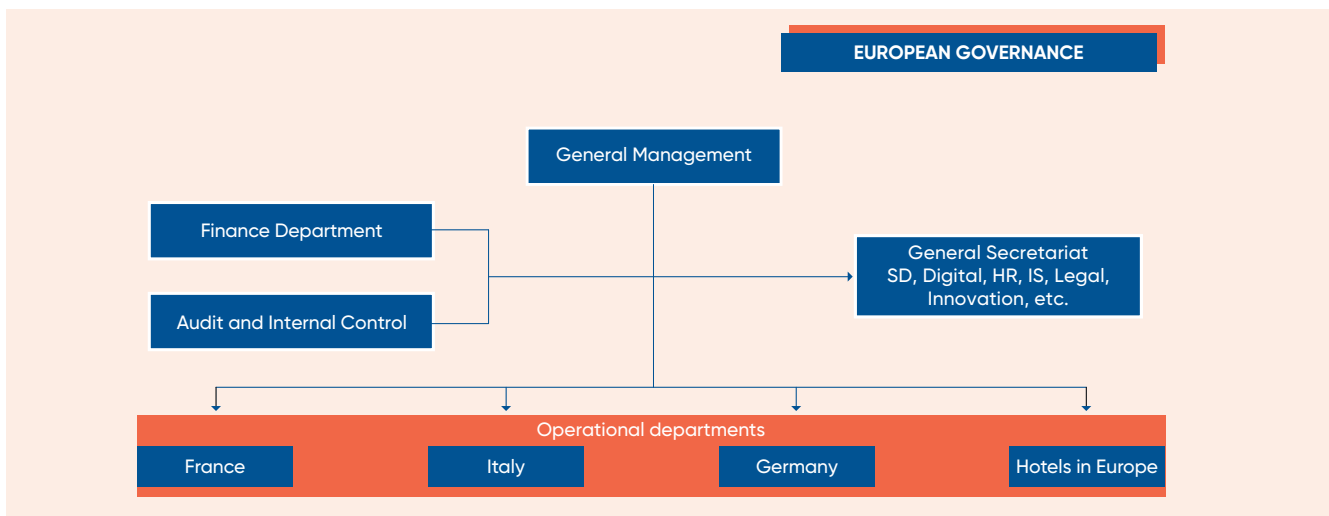 EUROPEAN GOVERNANCE
General Management
Finance Department
Audit and Internal Control
General Secretariat
SD, Digital, HR, IS, Legal,
Innovation, etc.
Operational departments
France
Italy
Germany
Hotels in Europe